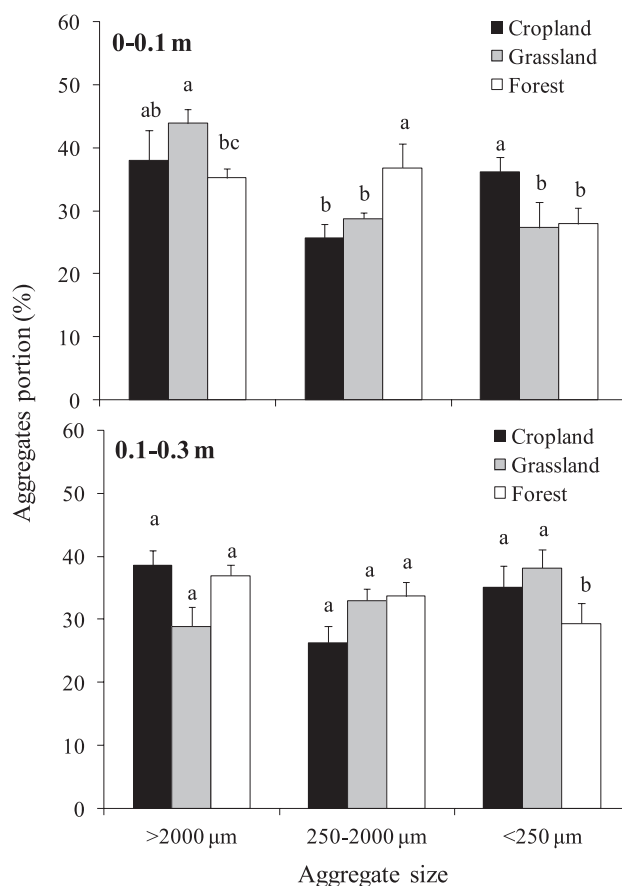 60
50
40
30
20
10
0
0-0.1 m
Cropland
Grassland
Forest
ab
a
bc
b
b
a
a
b
b
Aggregates portion (%)
60
50
40
30
20
10
0
0.1-0.3 m
Cropland
Grassland
Forest
a
a
a
a
a
a
a
a
b
>2000 µm
250-2000 µm
<250 µm
Aggregate size